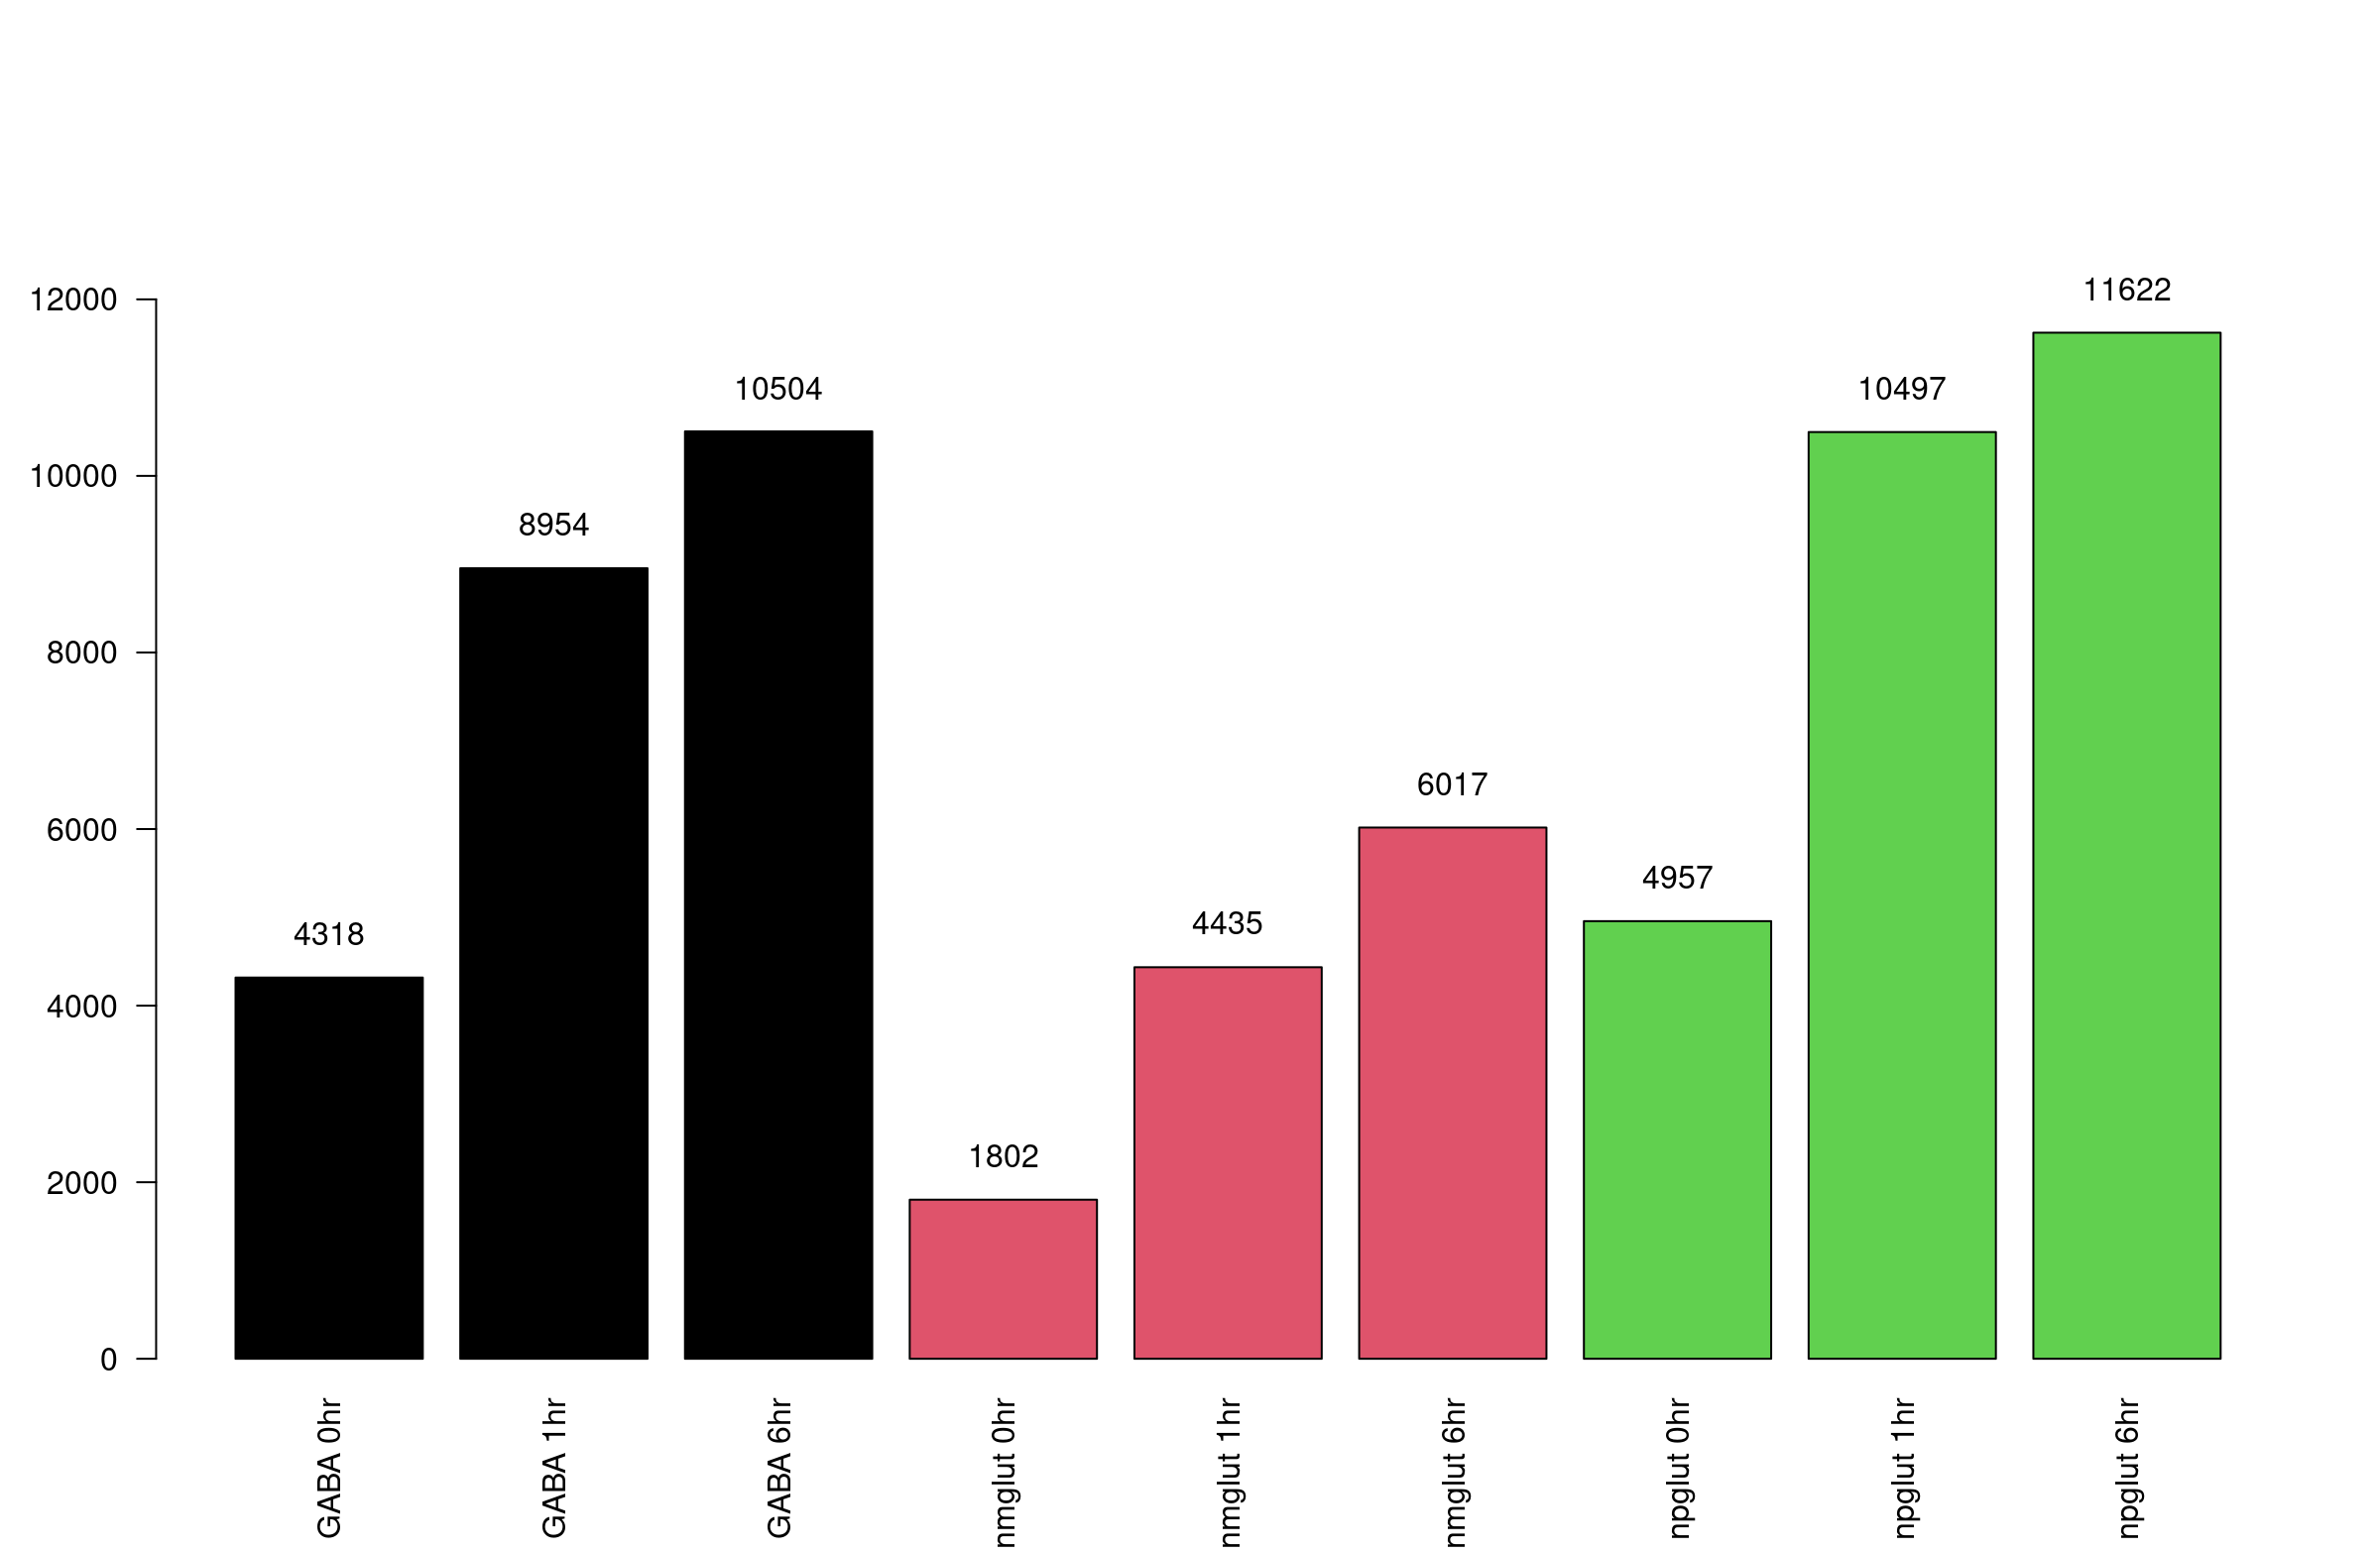 12000
10000
8000
6000
4000
2000
0
4318
8954
10504
1802
4435
6017
4957
10497
11622
GABA 0hr
GABA 1hr
GABA 6hr
nmglut 0hr
nmglut 1hr
nmglut 6hr
npglut 0hr
npglut 1hr
npglut 6hr